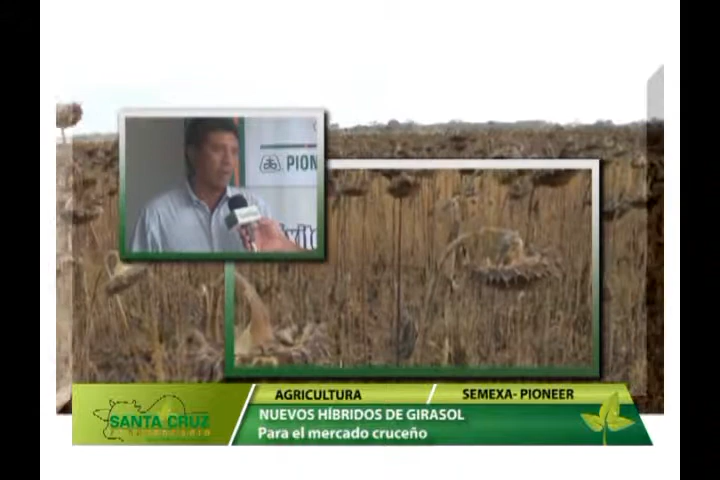 PION
AGRICULTURA
SEMEXA- PIONEER
SANTA CRUZ
NUEVOS HÍBRIDOS DE GIRASOL
Para el mercado cruceño